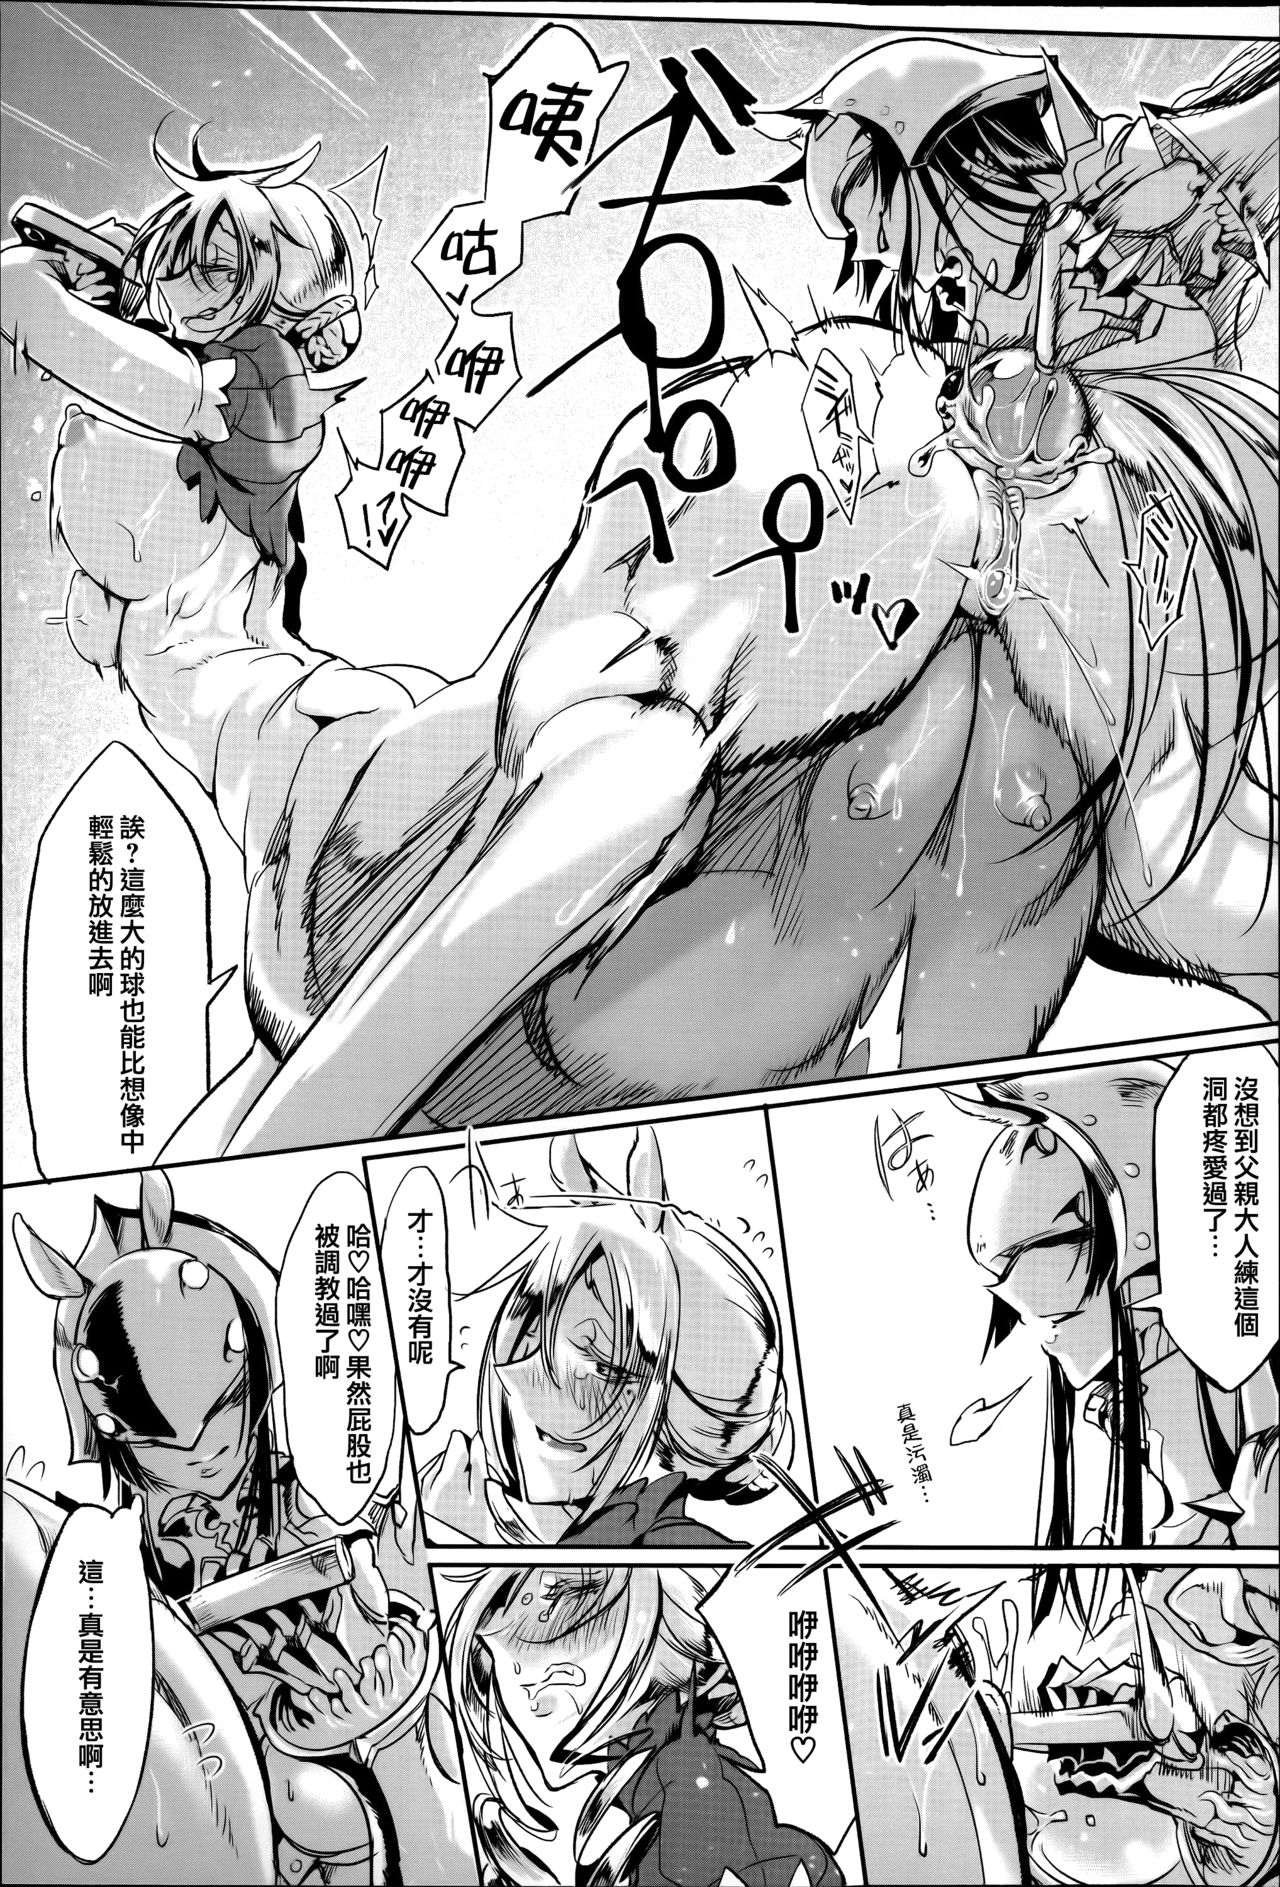 咦
咕♥
咿
咿
咿
咿
!?
誒?這麼大的球也能比想像中
輕鬆的放進去啊
沒想到父親大人練這個
洞都疼愛過了…
はぁ…
真是污濁…
才…才沒有呢
哈♡哈嘿♡果然屁股也
被調教過了啊
咿咿咿咿♡
這…真是有意思啊…